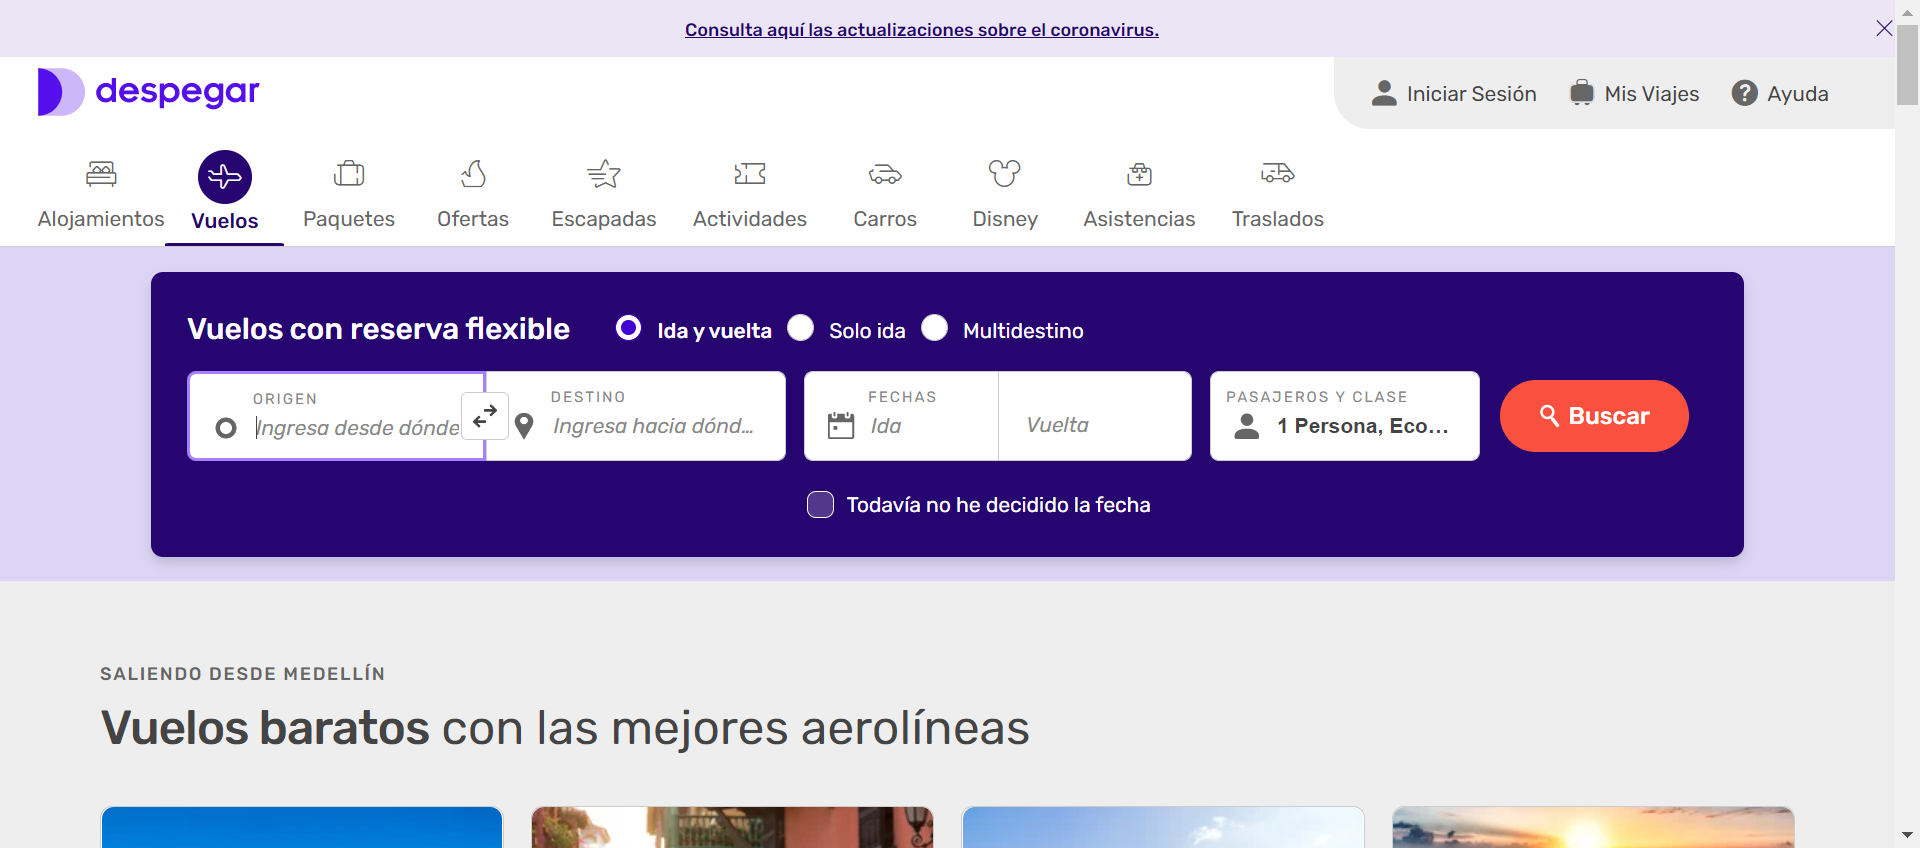 Consulta aquí las actualizaciones sobre el coronavirus.
despegar
Iniciar Sesión
Mis Viajes
Ayuda
Alojamientos
Vuelos
Paquetes
Ofertas
Escapadas
Actividades
Carros
Disney
Asistencias
Traslados
Vuelos con reserva flexible
Ida y vuelta
Solo ida
Multidestino
ORIGEN
Ingresa desde dónde
DESTINO
Ingresa hacia dónd...
FECHAS
Ida
Vuelta
PASAJEROS Y CLASE
1 Persona, Eco...
Buscar
Todavía no he decidido la fecha
SALIENDO DESDE MEDELLÍN
Vuelos baratos con las mejores aerolíneas